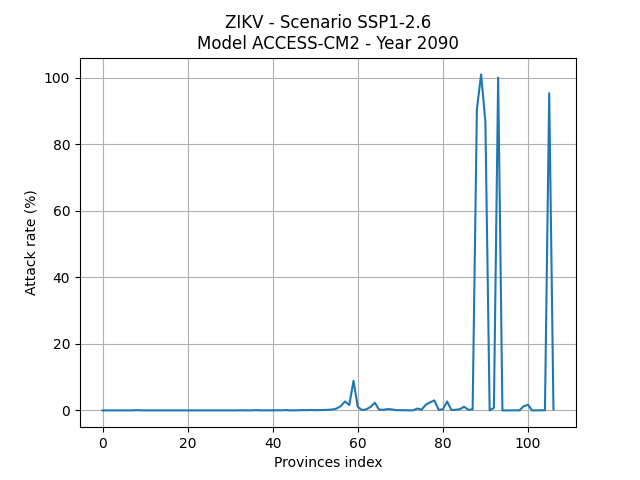 ZIKV - Scenario SSP1-2.6
Model ACCESS-CM2 - Year 2090
100
80
60
40
20
0
Attack rate (%)
0 20 40 60 80 100
Provinces index